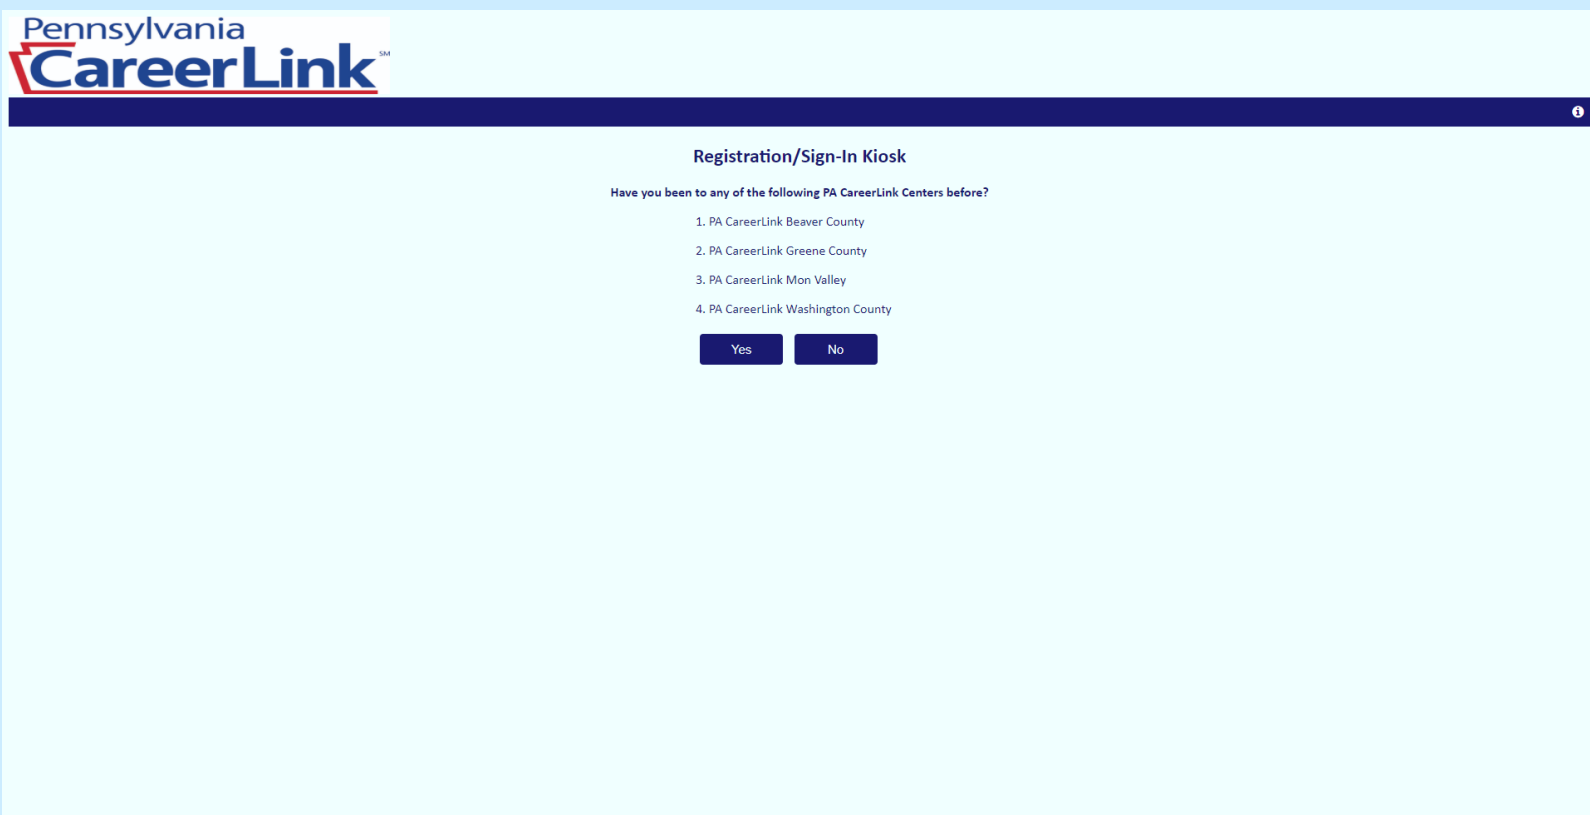 Pennsylvania
CareerLink SM
Registration/Sign-In Kiosk
Have you been to any of the following PA CareerLink Centers before?
1. PA CareerLink Beaver County
2. PA CareerLink Greene County
3. PA CareerLink Mon Valley
4. PA CareerLink Washington County
Yes No